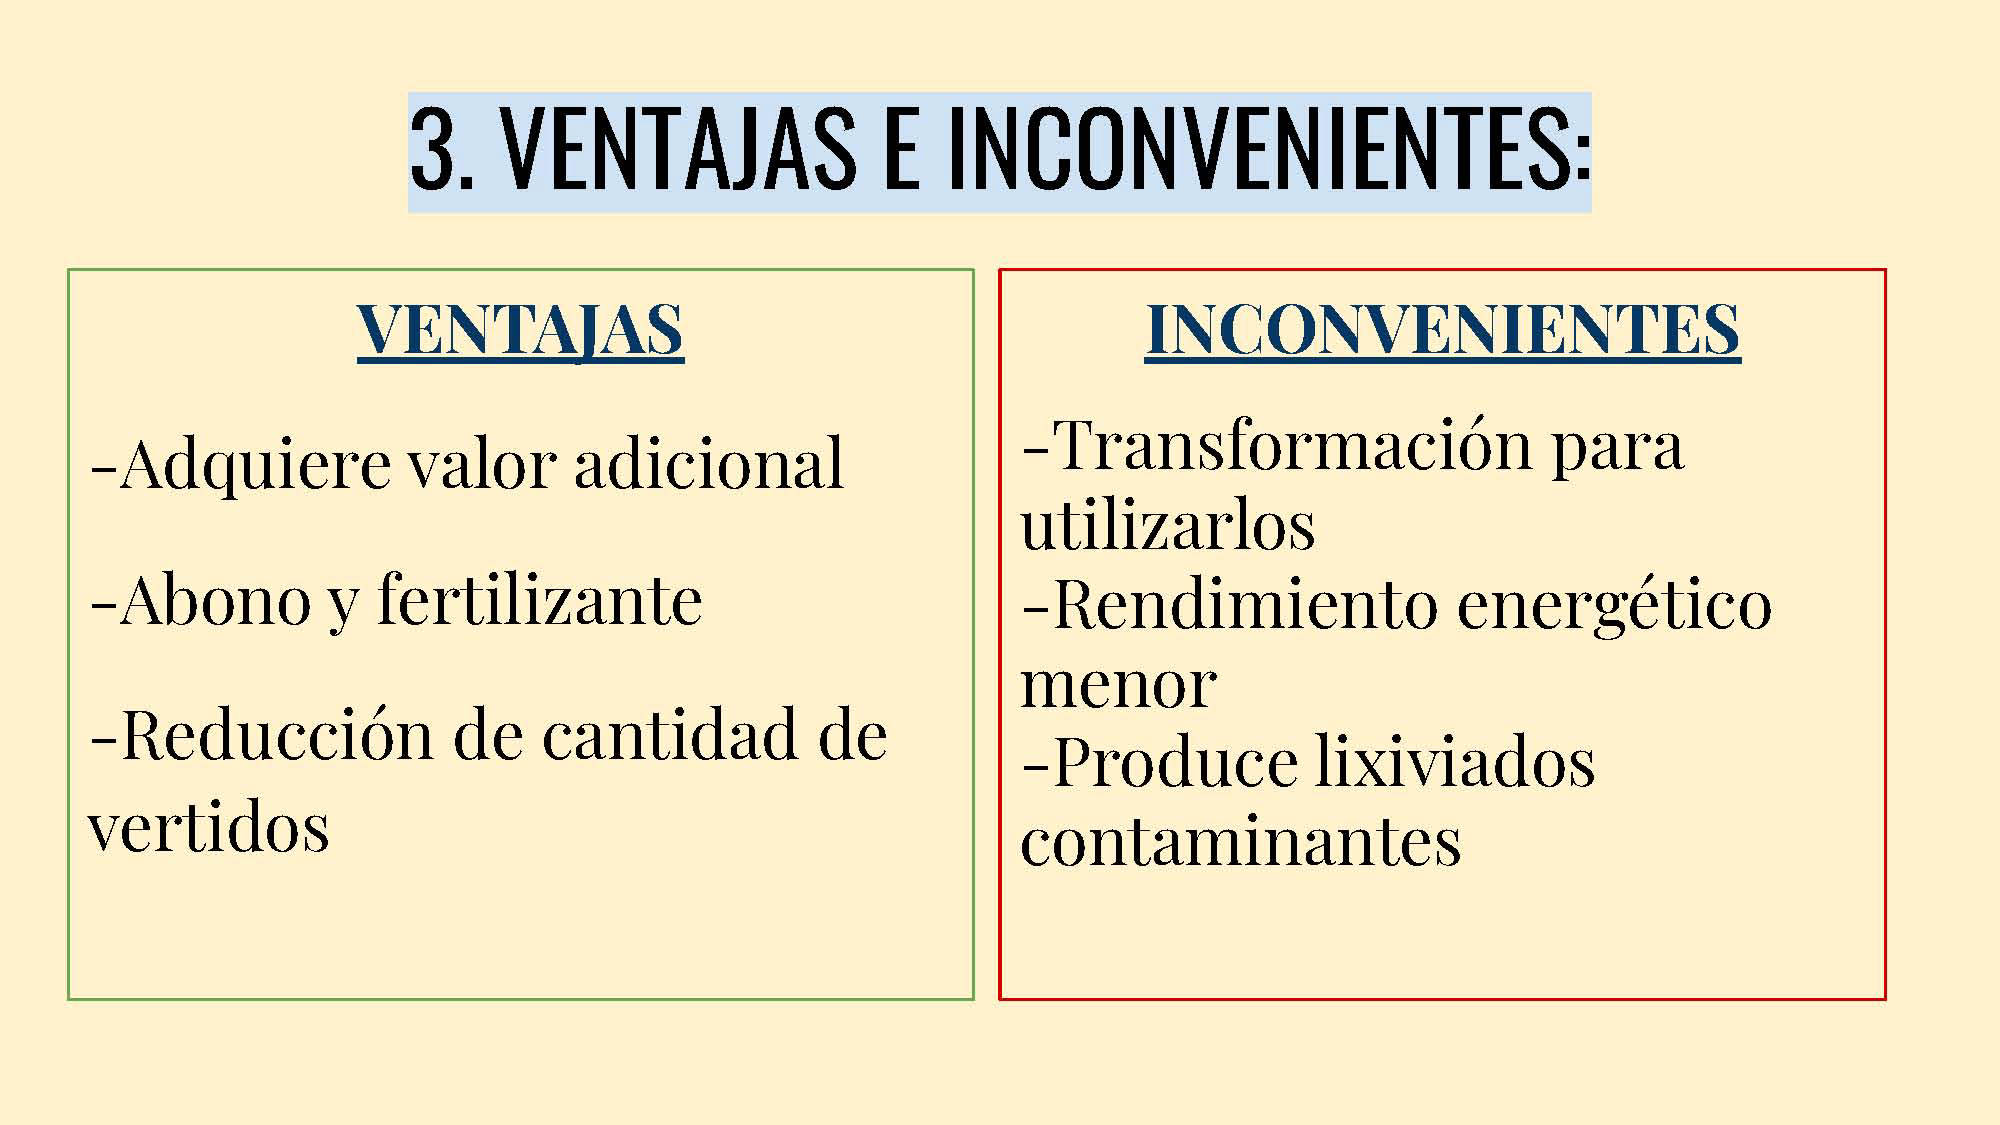 3. VENTAJAS E INCONVENIENTES:
VENTAJAS
-Adquiere valor adicional
-Abono y fertilizante
-Reducción de cantidad de
vertidos
INCONVENIENTES
-Transformación para
utilizarlos
-Rendimiento energético
menor
-Produce lixiviados
contaminantes